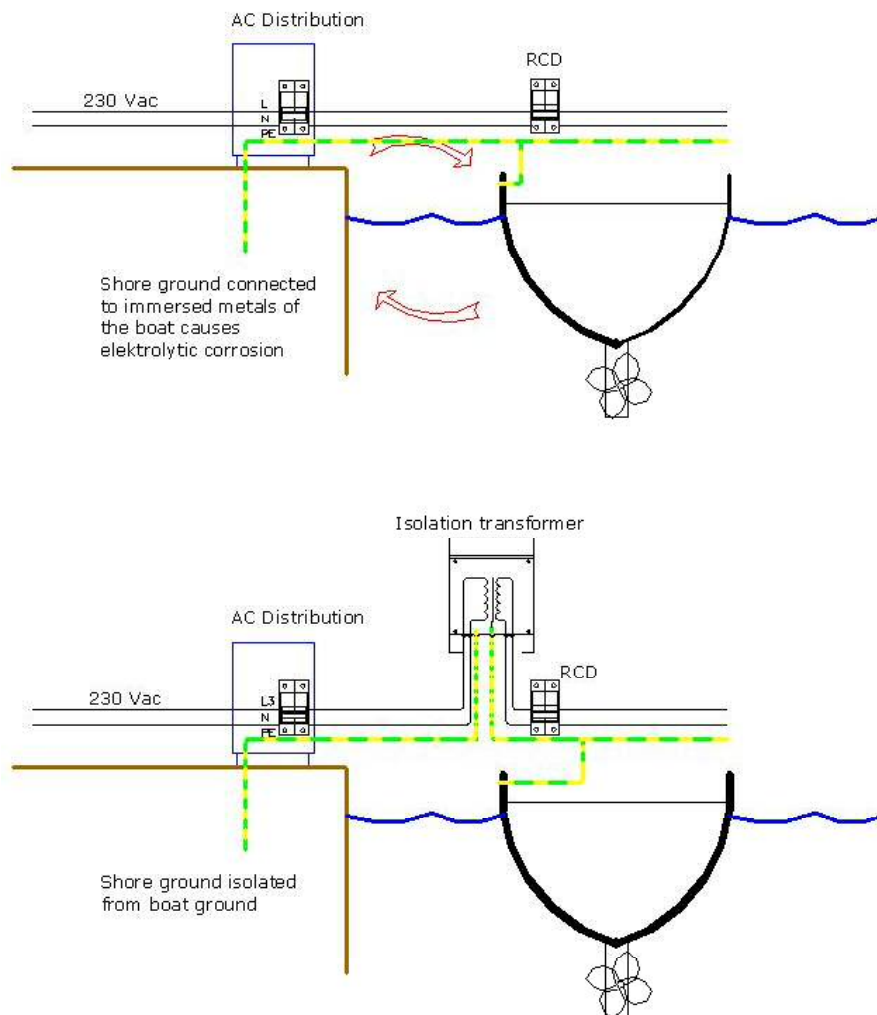 AC Distribution
RCD
230 Vac
L
N
PE
Shore ground connected
to immersed metals of
the boat causes
elektrolytic corrosion
Isolation transformer
AC Distribution
RCD
230 Vac
L3
N
PE
Shore ground isolated
from boat ground